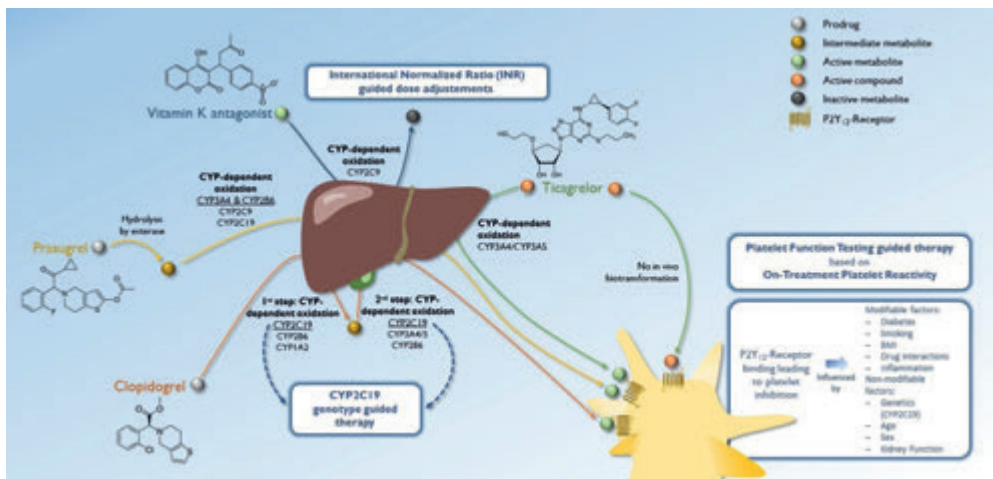 Prodrug
Intermediate metabolite
Active metabolite
Active compound
Inactive metabolite
P2Y12-Receptor
International Normalized Ratio (INR)
guided dose adjustements
Vitamin K antagonist
CYP-dependent
oxidation
CYP2C9
CYP-dependent
oxidation
CYP3A4 & CYP2B6
CYP2C9
CYP2C19
Ticagrelor
Hydrolysis
by esterase
Prasugrel
CYP-dependent
oxidation
CYP3A4/CYP3A5
No in vivo
biotransformation
Platelet Function Testing guided therapy
based on
On-Treatment Platelet Reactivity
1st step: CYP-
dependent oxidation
CYP2C19
CYP2B6
CYP1A2
2nd step: CYP-
dependent oxidation
CYP2C19
CYP3A4/5
CYP2B6
Clopidogrel
CYP2C19
genotype guided
therapy
P2Y12-Receptor
binding leading
to platelet
inhibition
Influenced
by
Modifiable factors:
– Diabetes
– Smoking
– BMI
– Drug interactions
– Inflammation
Non-modifiable
factors:
– Genetics
(CYP2C19)
– Age
– Sex
– Kidney Function